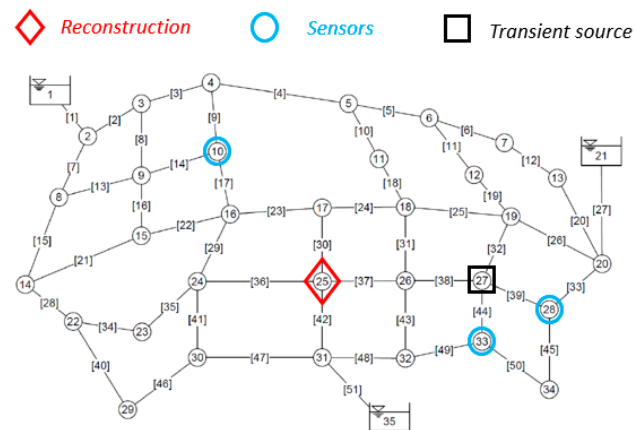 Reconstruction Sensors Transient source
1 4
[3] [4]
[1] 3 5 [5] 6 21
[2] [9] [6]
2 [10] [11] 7
[7] [8] 10 11 [12]
[14] 12 13
[13] 9 [17] [18] [19] [27]
8 [16] [20]
16 [23] 17 [24] 18 [25] 19
[15] [22] [26]
15 [29] [30] [31] [32]
[21] 20
14 24 [36] 25 [37] 26 [38] 27 [39] [33]
[28] [35] 28
22 [34] 23 [41] [42] [43] [44]
33 [45]
[40] 30 [47] 31 [48] 32 [49] [50]
[46] 34
29 [51]
35